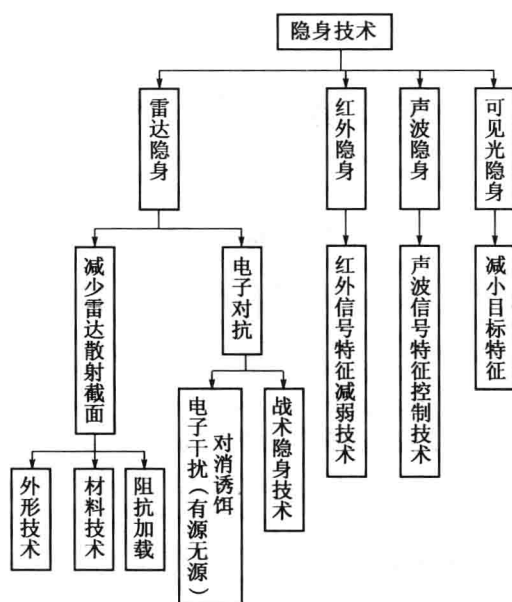 隐身技术
雷达隐身
红外隐身
声波隐身
可见光隐身
减少雷达散射截面
电子对抗
红外信号特征减弱技术
声波信号特征控制技术
减小目标特征
外形技术
材料技术
阻抗加载
对消诱饵
电子干扰（有源无源）
战术隐身技术